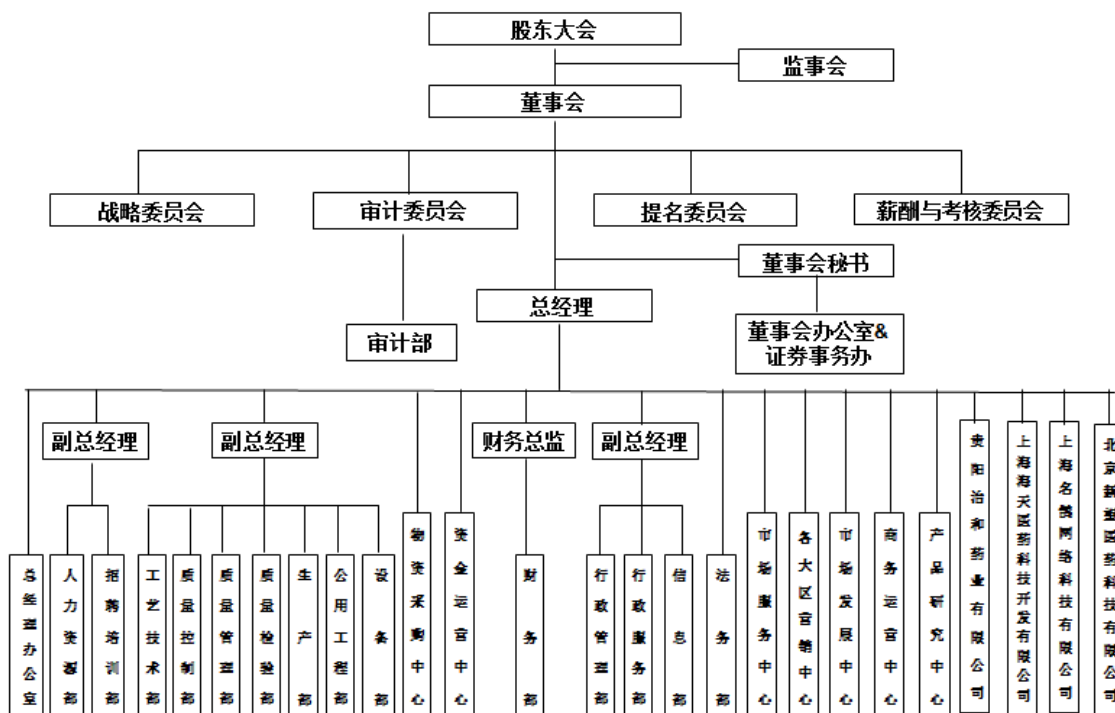 股东大会
监事会
董事会
战略委员会
审计委员会
提名委员会
薪酬与考核委员会
董事会秘书
总经理
审计部
董事会办公室&
证券事务办
副总经理
副总经理
财务总监
副总经理
总经理办公室
人力资源部
招聘培训部
工艺技术部
质量控制部
质量管理部
质量检验部
生产部
公用工程部
设备部
物资采购中心
资金运营中心
财务部
行政管理部
行政服务部
信息部
法务部
市场服务中心
各大区营销中心
市场发展中心
商务运营中心
产品研究中心
贵阳治和药业有限公司
上海海天医药科技开发有限公司
上海名鹊网络科技有限公司